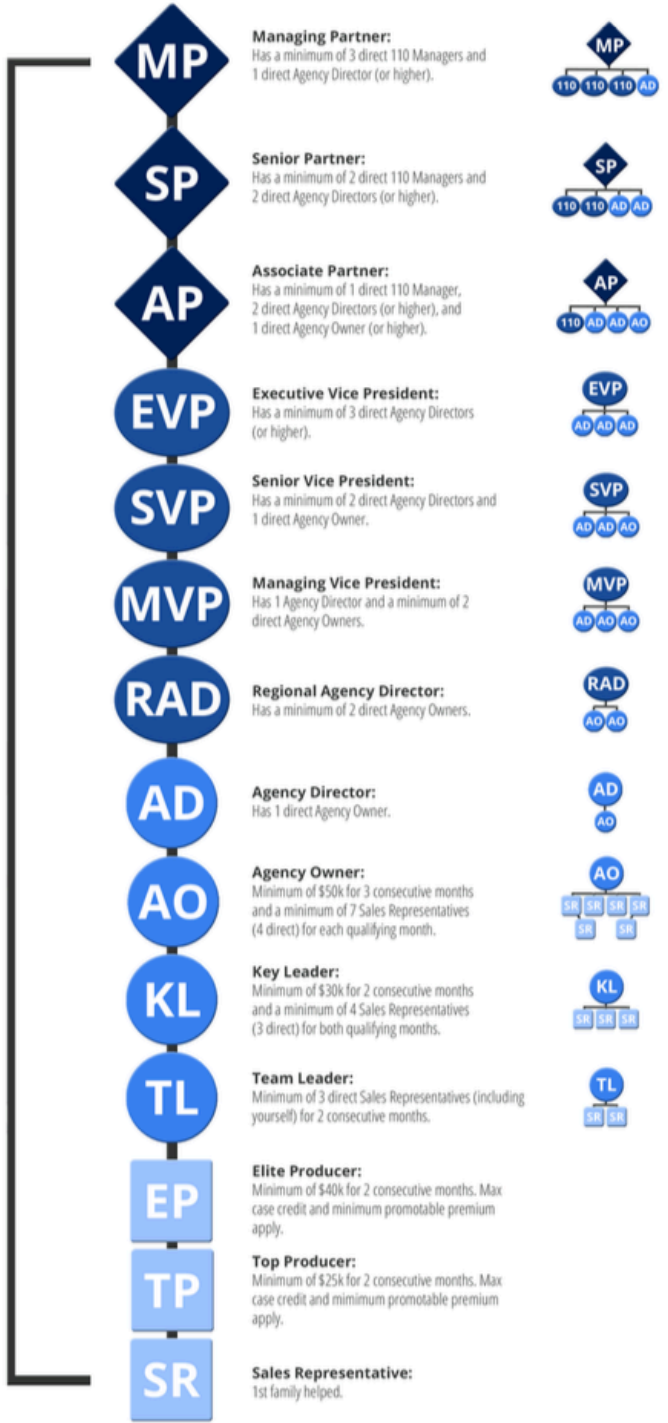 MP
Managing Partner:
Has a minimum of 3 direct 110 Managers and
1 direct Agency Director (or higher).
MP
110 110 110 AD
SP
Senior Partner:
Has a minimum of 2 direct 110 Managers and
2 direct Agency Directors (or higher).
SP
110 110 AD AD
AP
Associate Partner:
Has a minimum of 1 direct 110 Manager,
2 direct Agency Directors (or higher), and
1 direct Agency Owner (or higher).
AP
110 AD AD AO
EVP
Executive Vice President:
Has a minimum of 3 direct Agency Directors
(or higher).
EVP
AD AD AD
SVP
Senior Vice President:
Has a minimum of 2 direct Agency Directors and
1 direct Agency Owner.
SVP
AD AD AO
MVP
Managing Vice President:
Has 1 Agency Director and a minimum of 2
direct Agency Owners.
MVP
AD AO AO
RAD
Regional Agency Director:
Has a minimum of 2 direct Agency Owners.
RAD
AO AO
AD
Agency Director:
Has 1 direct Agency Owner.
AD
AO
AO
Agency Owner:
Minimum of $50k for 3 consecutive months
and a minimum of 7 Sales Representatives
(4 direct) for each qualifying month.
AO
SR SR SR SR
SR SR
KL
Key Leader:
Minimum of $30k for 2 consecutive months
and a minimum of 4 Sales Representatives
(3 direct) for both qualifying months.
KL
SR SR SR
TL
Team Leader:
Minimum of 3 direct Sales Representatives (including
yourself) for 2 consecutive months.
TL
SR SR
EP
Elite Producer:
Minimum of $40k for 2 consecutive months. Max
case credit and minimum promotable premium
apply.
TP
Top Producer:
Minimum of $25k for 2 consecutive months. Max
case credit and mimimum promotable premium
apply.
SR
Sales Representative:
1st family helped.